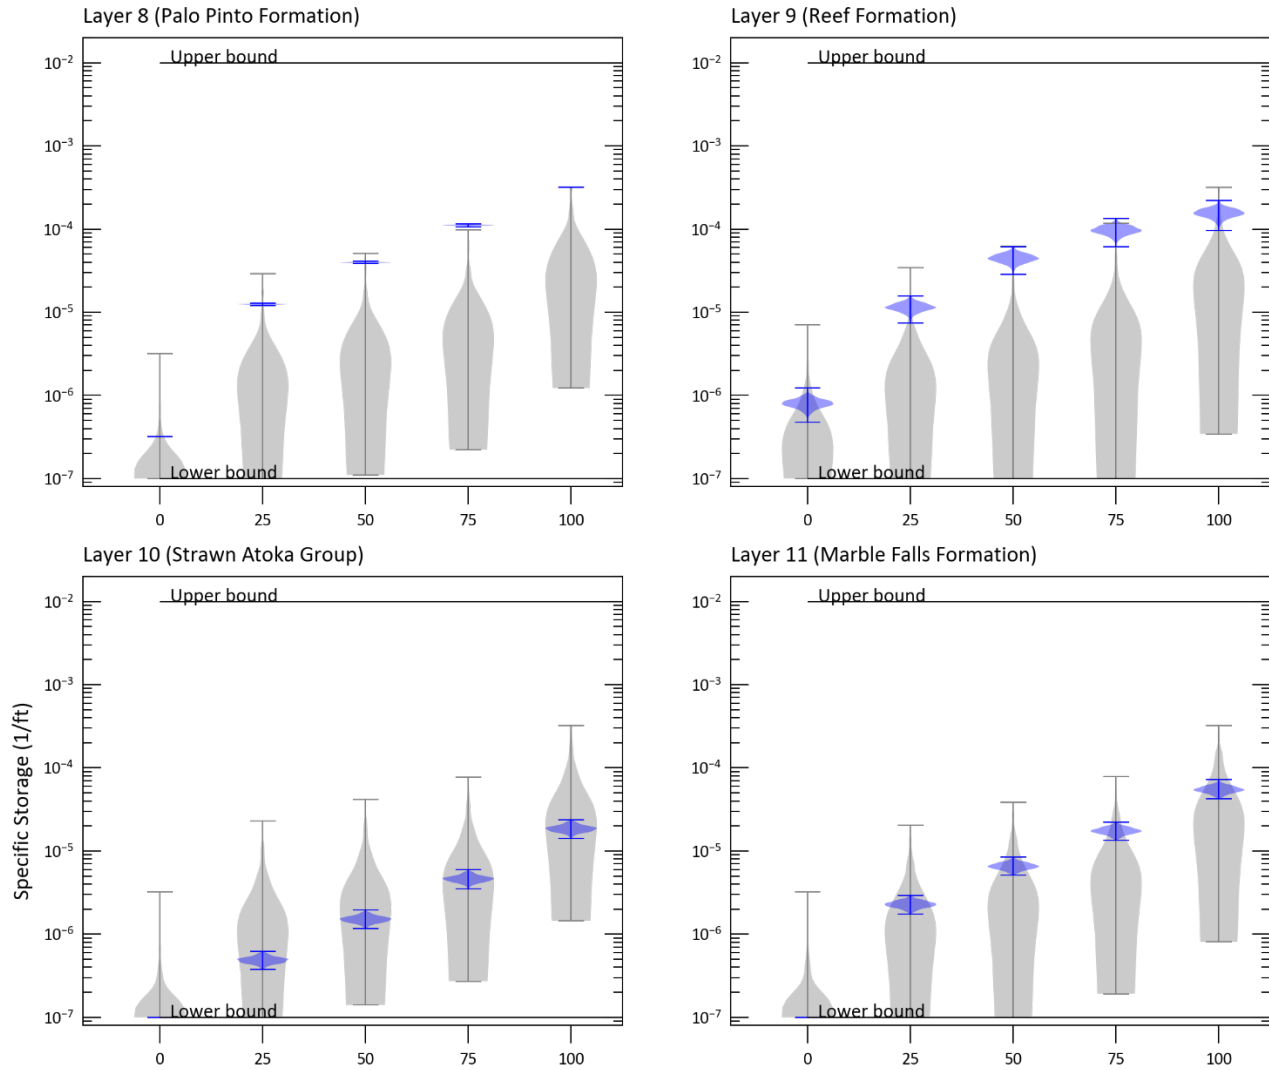 Layer 8 (Palo Pinto Formation)
Upper bound
10⁻²
10⁻³
10⁻⁴
10⁻⁵
10⁻⁶
10⁻⁷
Lower bound
0 25 50 75 100
Layer 9 (Reef Formation)
Upper bound
10⁻²
10⁻³
10⁻⁴
10⁻⁵
10⁻⁶
10⁻⁷
Lower bound
0 25 50 75 100
Specific Storage (1/ft)
Layer 10 (Strawn Atoka Group)
Upper bound
10⁻²
10⁻³
10⁻⁴
10⁻⁵
10⁻⁶
10⁻⁷
Lower bound
0 25 50 75 100
Layer 11 (Marble Falls Formation)
Upper bound
10⁻²
10⁻³
10⁻⁴
10⁻⁵
10⁻⁶
10⁻⁷
Lower bound
0 25 50 75 100